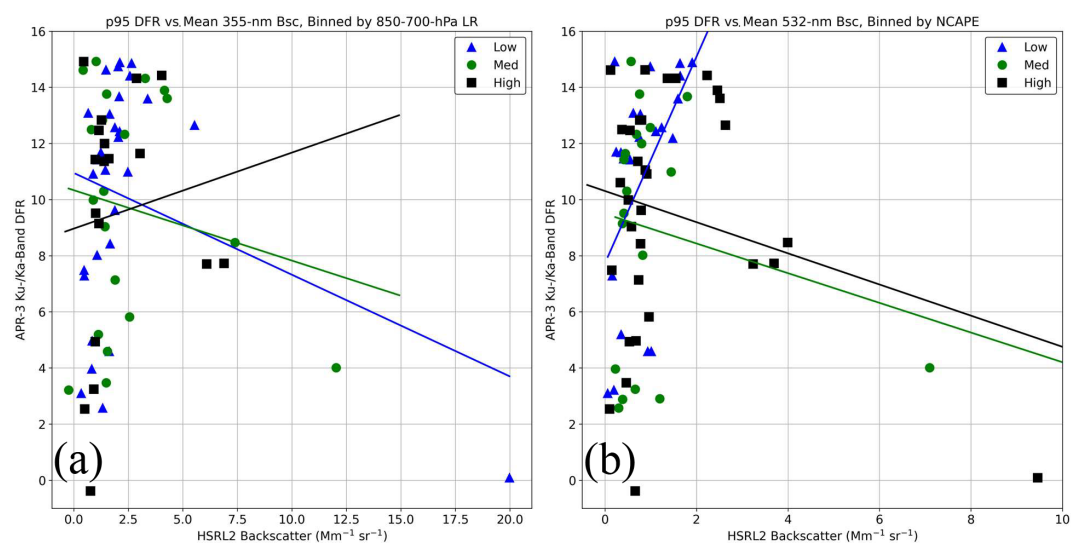 p95 DFR vs. Mean 355-nm Bsc, Binned by 850-700-hPa LR
16
14
12
10
8
6
4
2
0
APR-3 Ku-/Ka-Band DFR
Low
Med
High
(a)
0.0 2.5 5.0 7.5 10.0 12.5 15.0 17.5 20.0
HSRL2 Backscatter (Mm⁻¹ sr⁻¹)
p95 DFR vs. Mean 532-nm Bsc, Binned by NCAPE
16
14
12
10
8
6
4
2
0
APR-3 Ku-/Ka-Band DFR
Low
Med
High
(b)
0 2 4 6 8 10
HSRL2 Backscatter (Mm⁻¹ sr⁻¹)